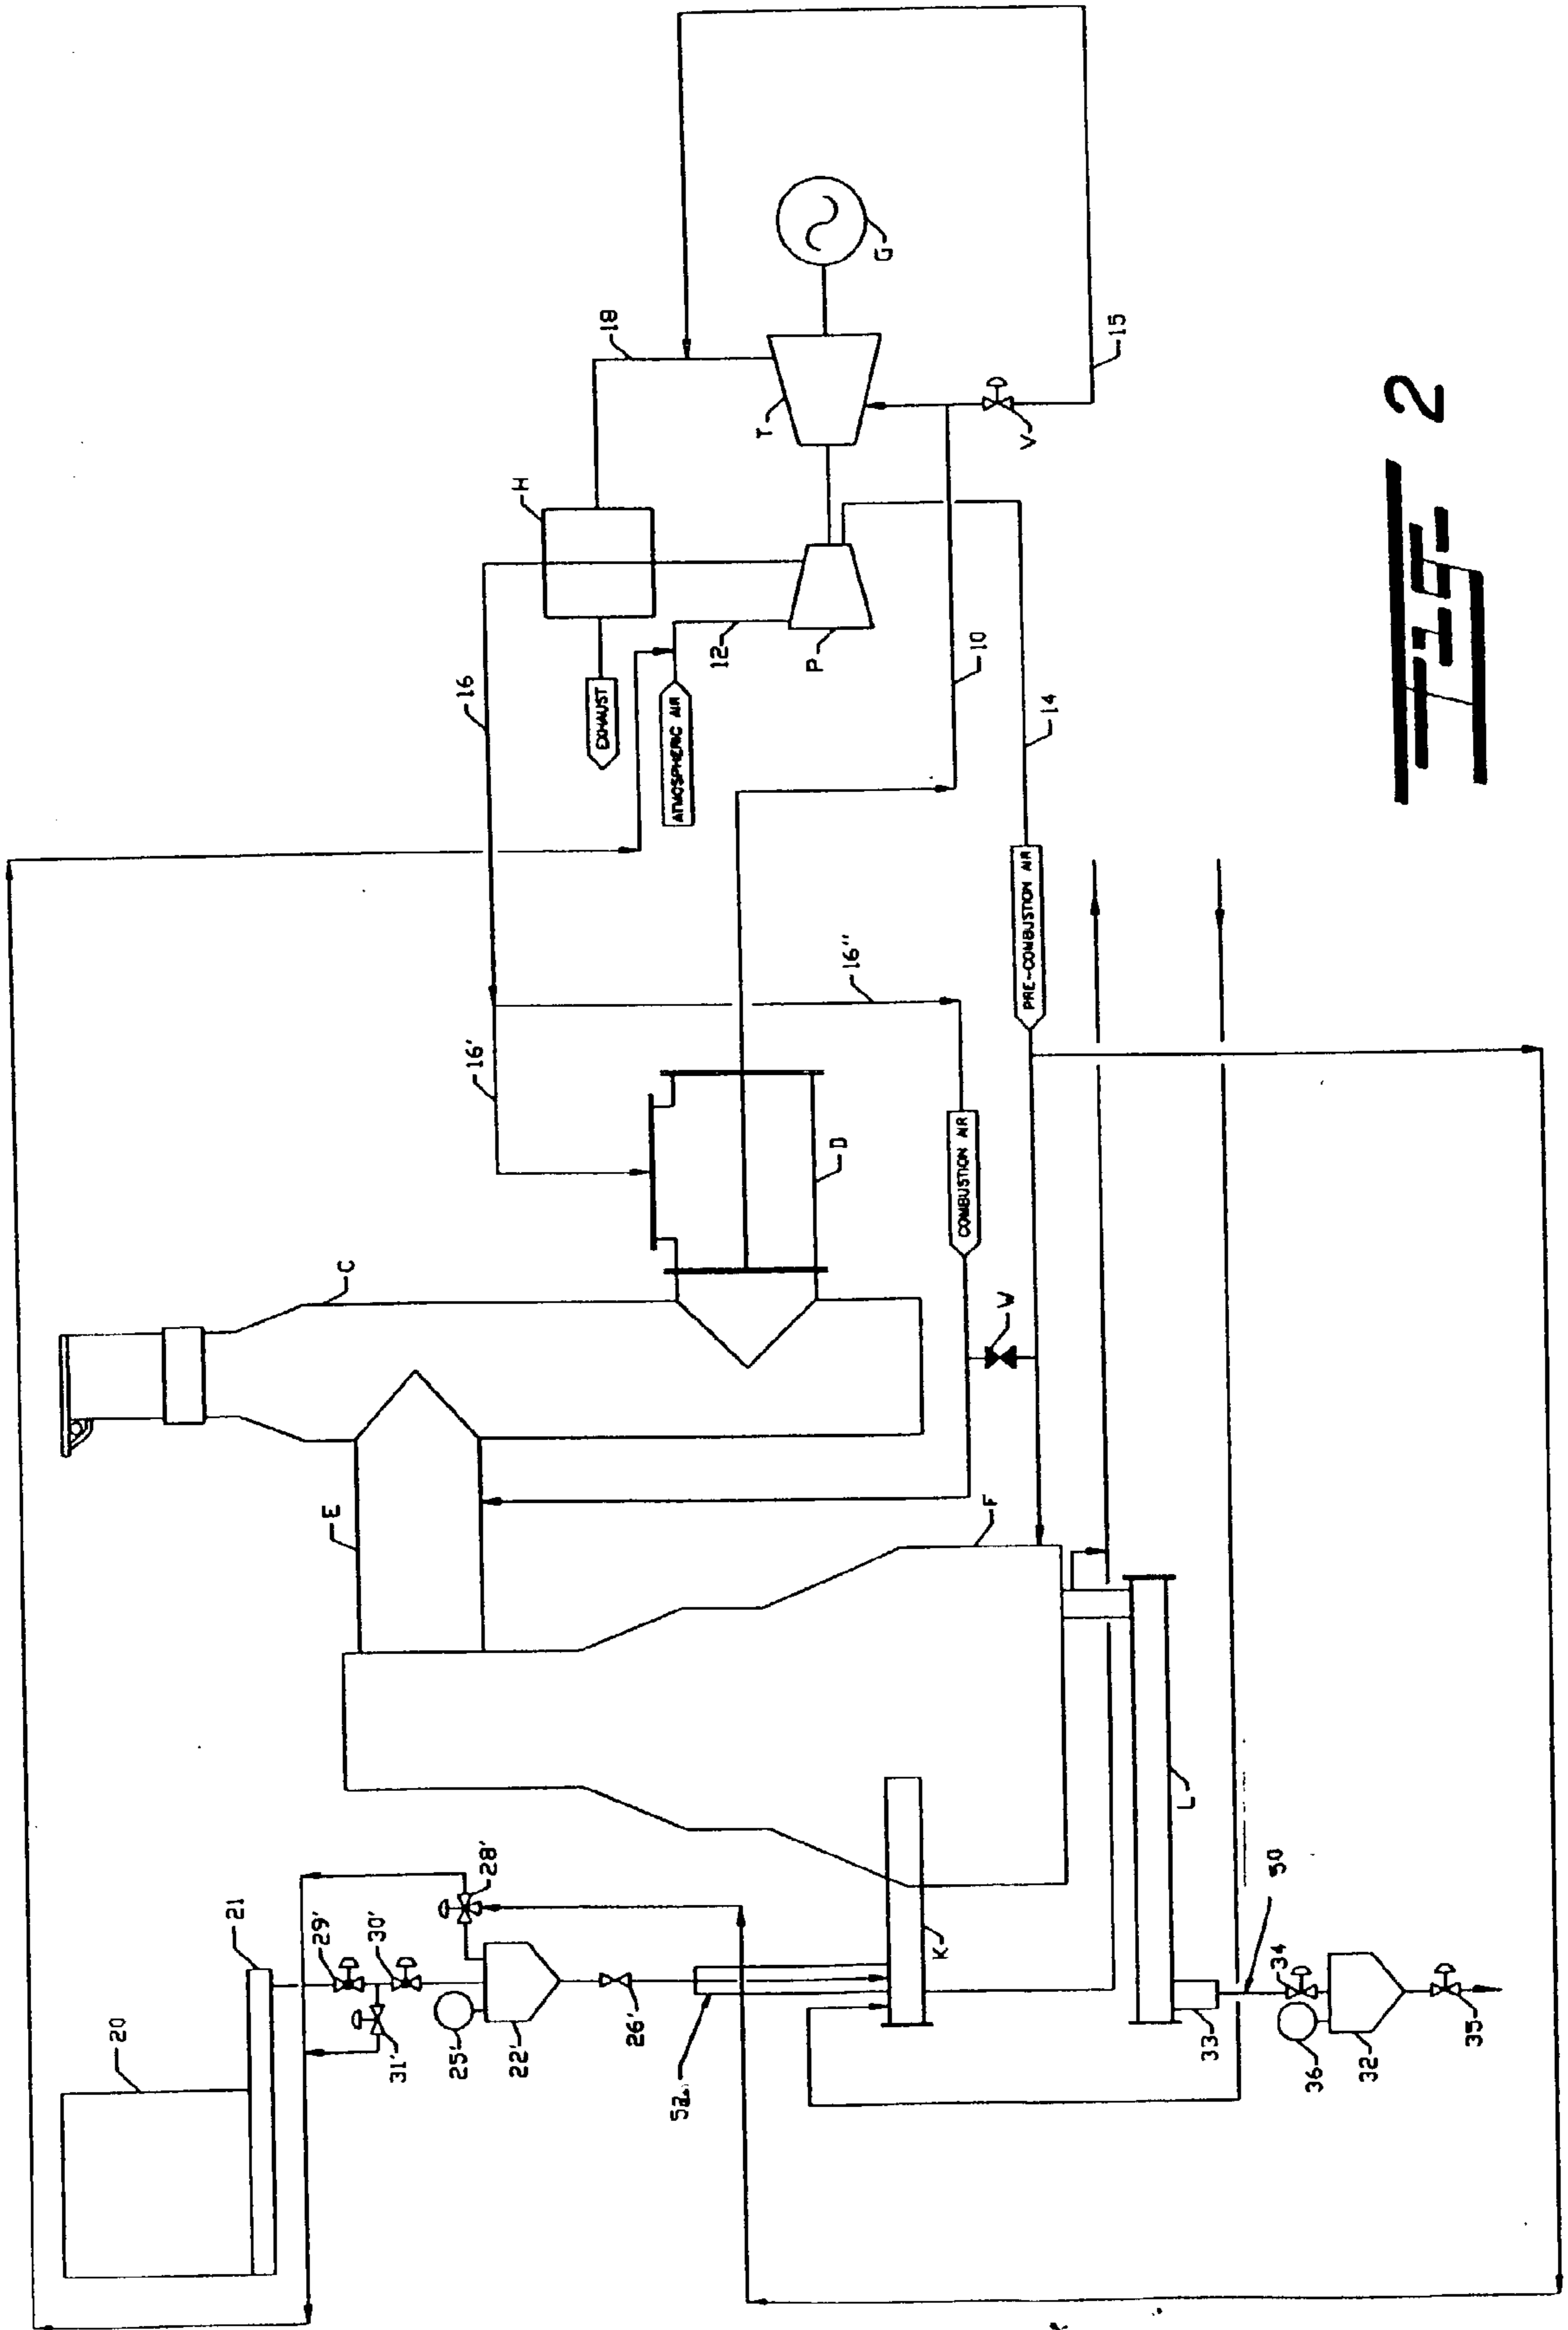 20
21
29'
30'
31'
25'
22'
28'
26'
52
K
E
C
F
L
33
50
34
36
32
35
D
W
COMBUSTION AIR
16'
16''
16
PRE-COMBUSTION AIR
14
EXHAUST
ATMOSPHERIC AIR
12
H
P
10
18
T
G
V
15
FIG 2